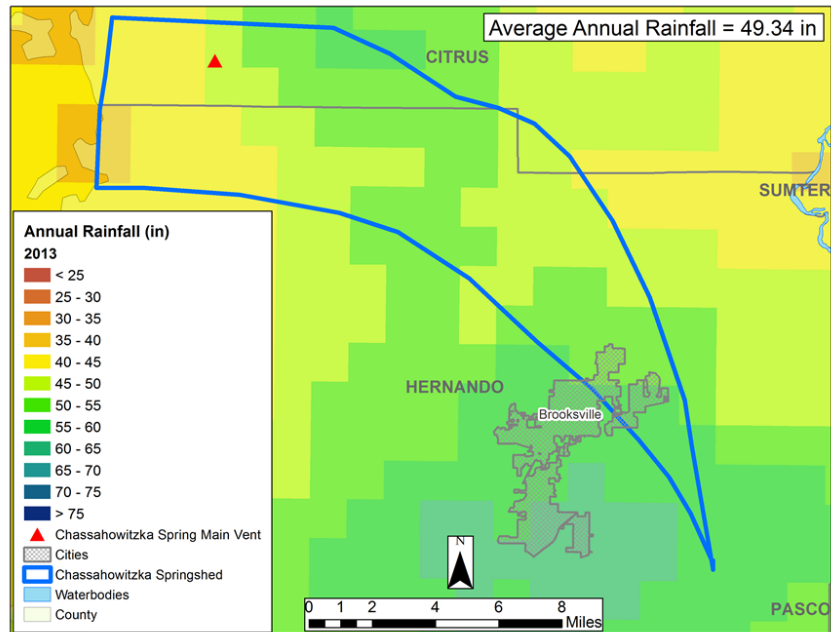 Average Annual Rainfall = 49.34 in
CITRUS
SUMTER
Annual Rainfall (in)
2013
< 25
25 - 30
30 - 35
35 - 40
40 - 45
45 - 50
50 - 55
55 - 60
60 - 65
65 - 70
70 - 75
> 75
Chassahowitzka Spring Main Vent
Cities
Chassahowitzka Springshed
Waterbodies
County
HERNANDO
Brooksville
N
0 1 2 4 6 8
Miles
PASCO